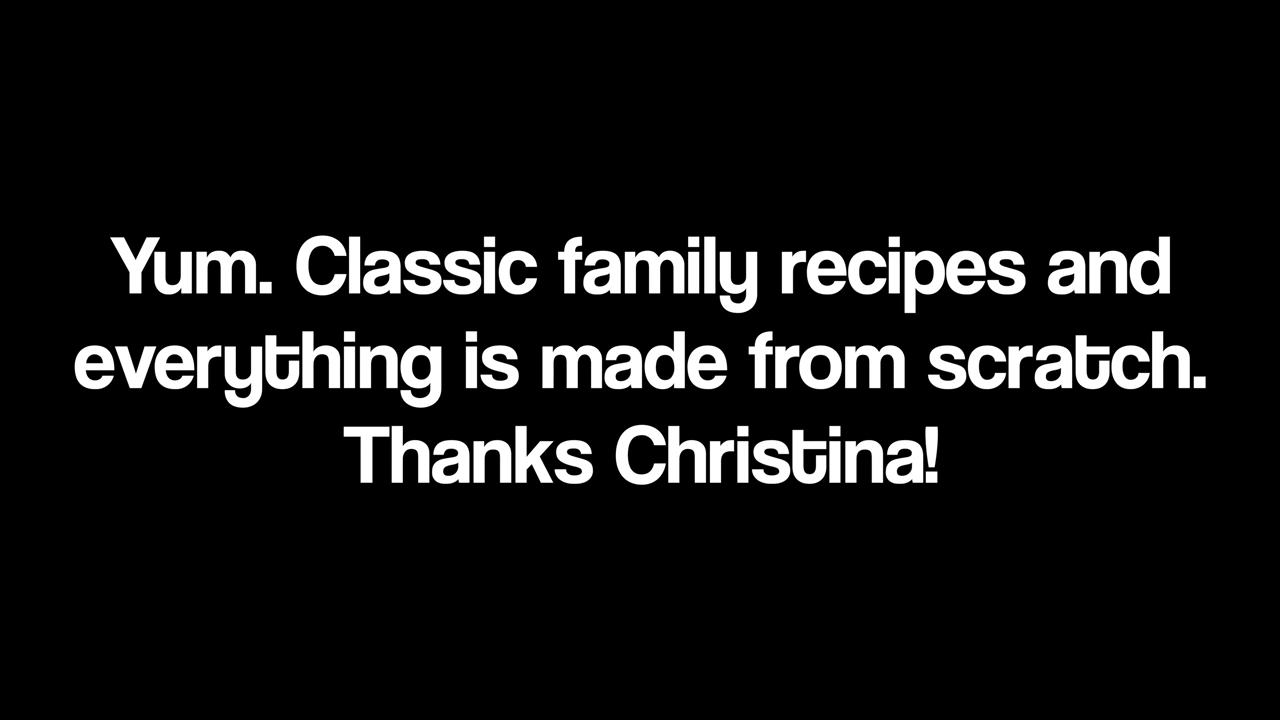 Yum. Classic family recipes and
everything is made from scratch.
Thanks Christina!